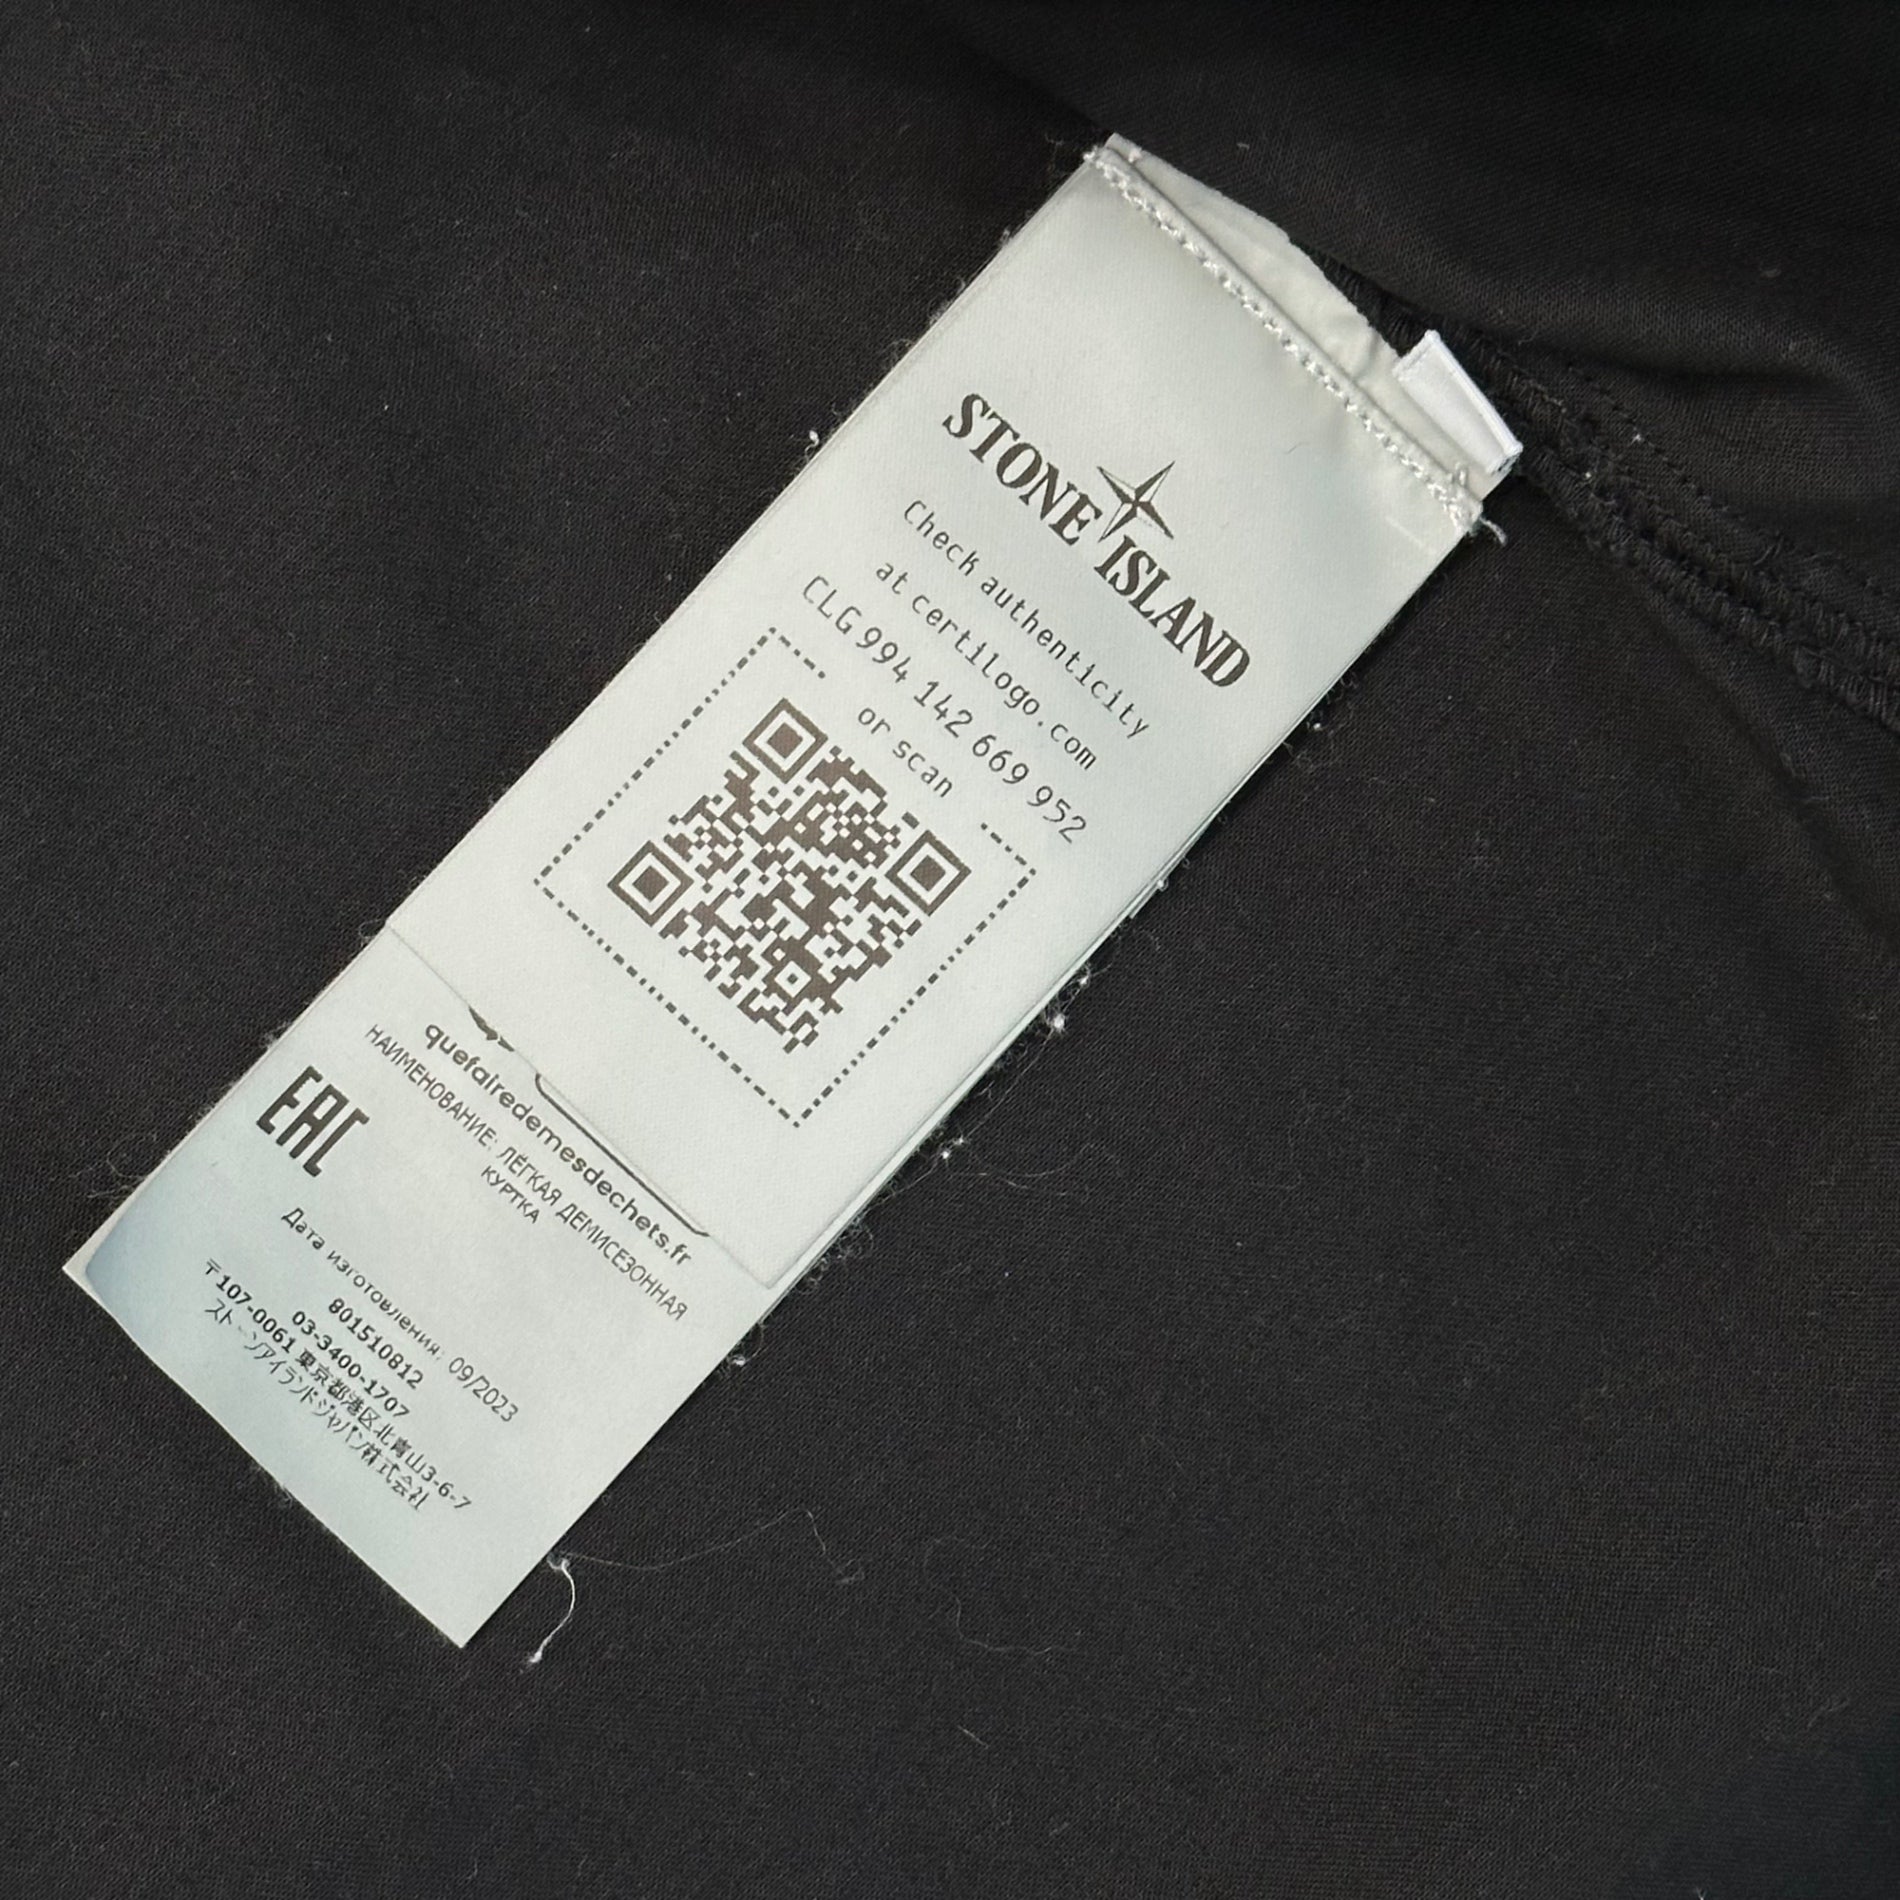 STONE ISLAND
Check authenticity
at certilogo.com
CLG 994 142 669 952
or scan
quefairedemesdechets.fr
НАИМЕНОВАНИЕ: ЛЁГКАЯ ДЕМИСЕЗОННАЯ
КУРТКА
EAC
Дата изготовления: 09/2023
801510812
03-3400-1707
〒107-0061 東京都港区北青山3-6-7
ストーンアイランドジャパン株式会社